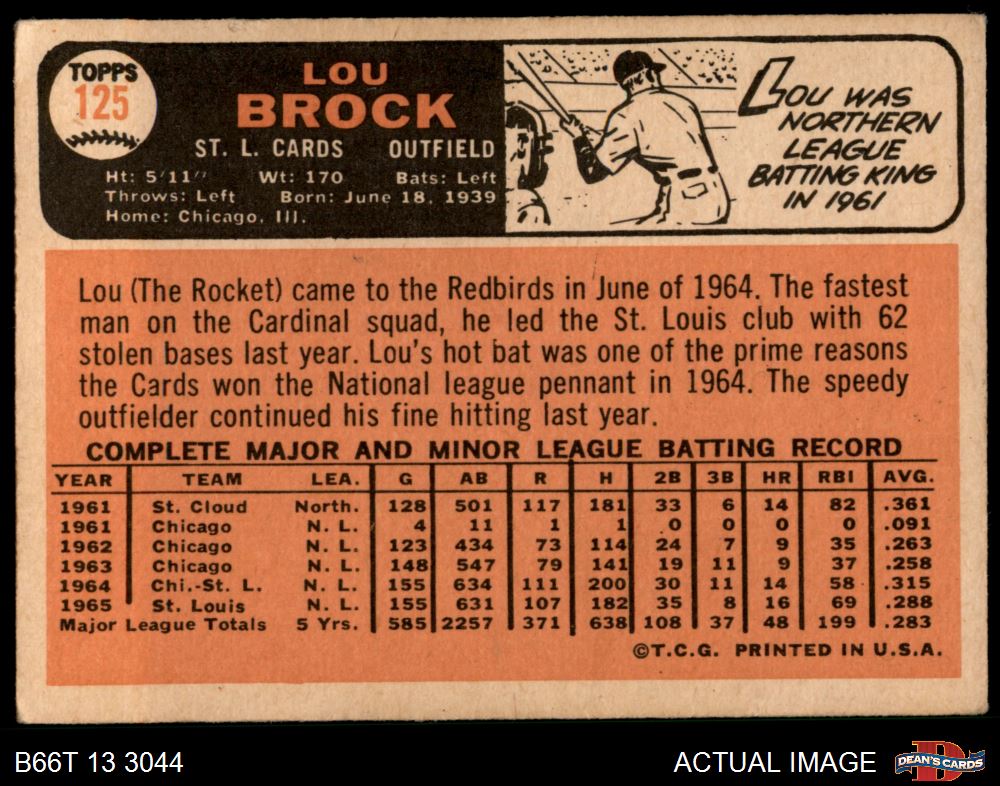 TOPPS
125
LOU
BROCK
ST. L. CARDS OUTFIELD
Ht: 5'11" Wt: 170 Bats: Left
Throws: Left Born: June 18, 1939
Home: Chicago, Ill.
LOU WAS
NORTHERN
LEAGUE
BATTING KING
IN 1961
Lou (The Rocket) came to the Redbirds in June of 1964. The fastest
man on the Cardinal squad, he led the St. Louis club with 62
stolen bases last year. Lou's hot bat was one of the prime reasons
the Cards won the National league pennant in 1964. The speedy
outfielder continued his fine hitting last year.
COMPLETE MAJOR AND MINOR LEAGUE BATTING RECORD
YEAR TEAM LEA. G AB R H 2B 3B HR RBI AVG.
1961 St. Cloud North. 128 501 117 181 33 6 14 82 .361
1961 Chicago N. L. 4 11 1 1 0 0 0 0 .091
1962 Chicago N. L. 123 434 73 114 24 7 9 35 .263
1963 Chicago N. L. 148 547 79 141 19 11 9 37 .258
1964 Chi.-St. L. N. L. 155 634 111 200 30 11 14 58 .315
1965 St. Louis N. L. 155 631 107 182 35 8 16 69 .288
Major League Totals 5 Yrs. 585 2257 371 638 108 37 48 199 .283
©T.C.G. PRINTED IN U.S.A.
B66T 13 3044 ACTUAL IMAGE
DEAN'S CARDS